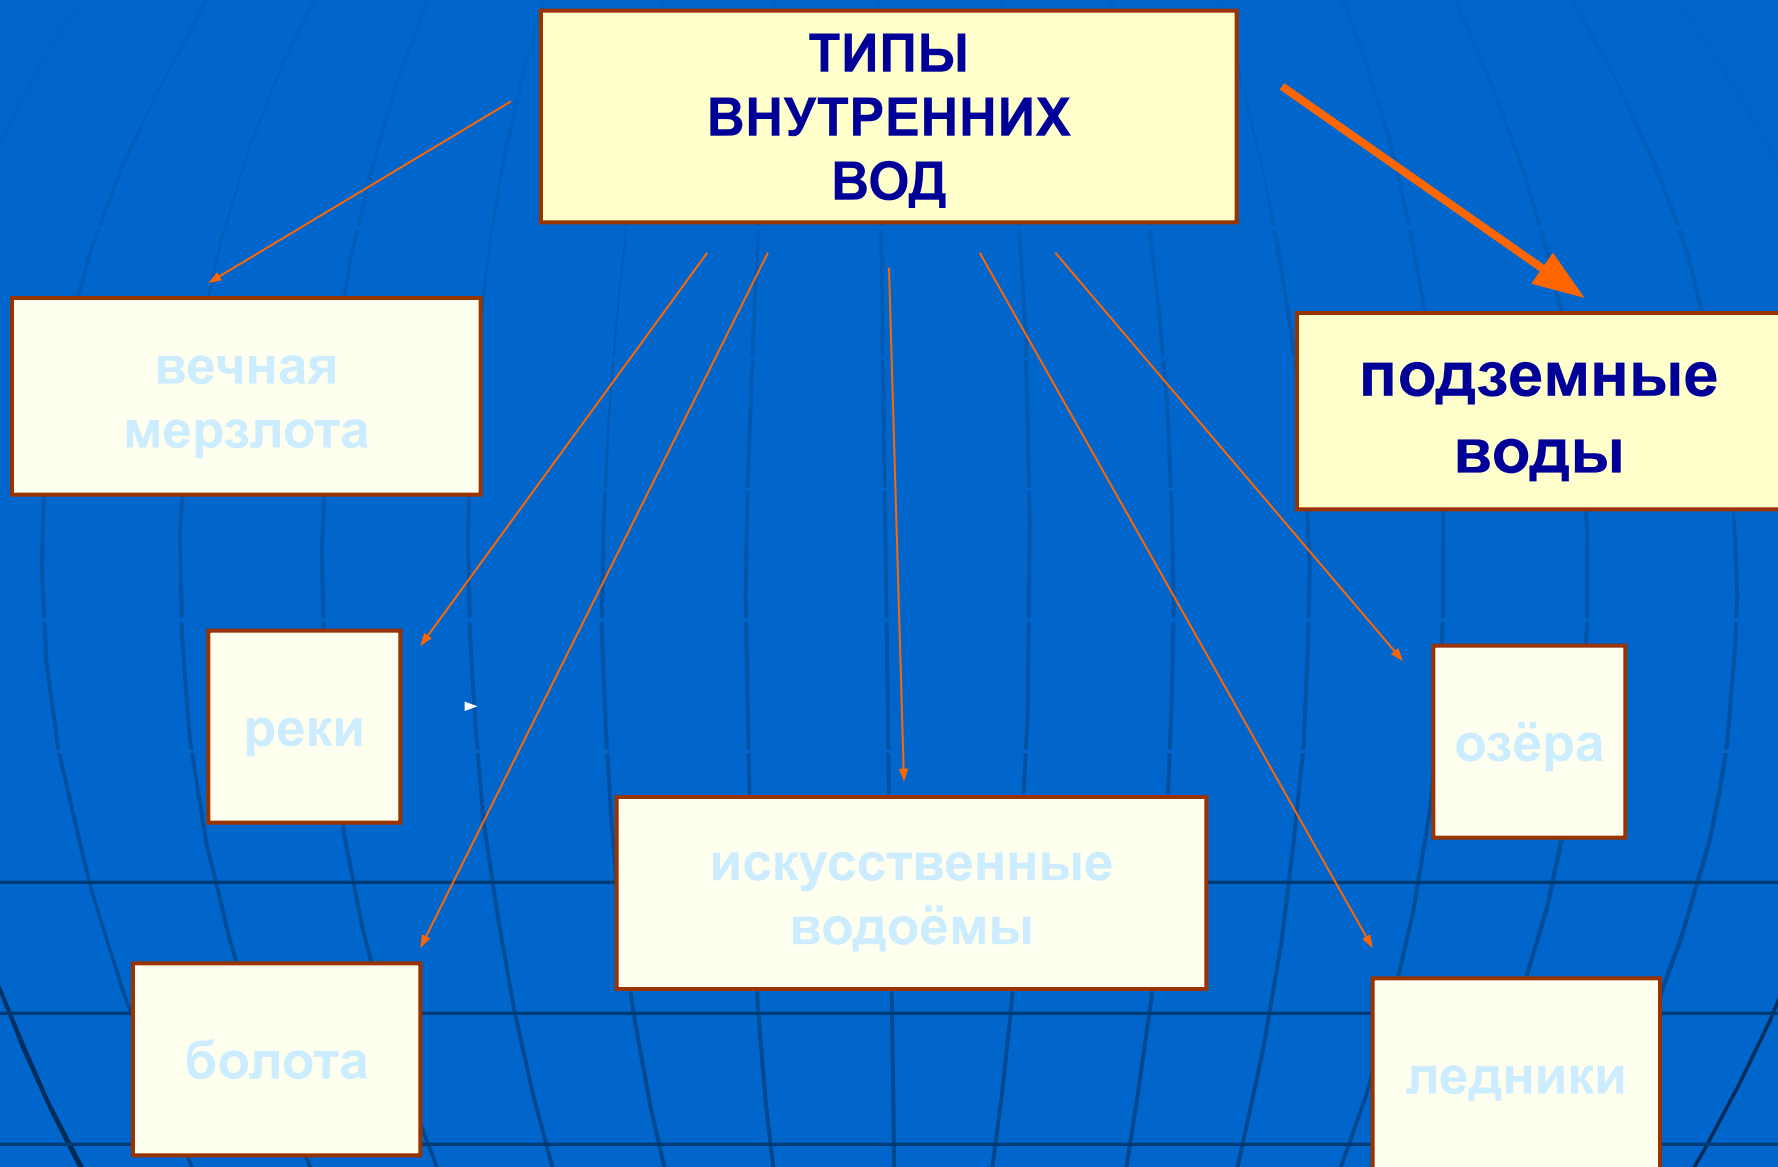 ТИПЫ
ВНУТРЕННИХ
ВОД
вечная
мерзлота
подземные
воды
реки
озёра
искусственные
водоёмы
болота
ледники